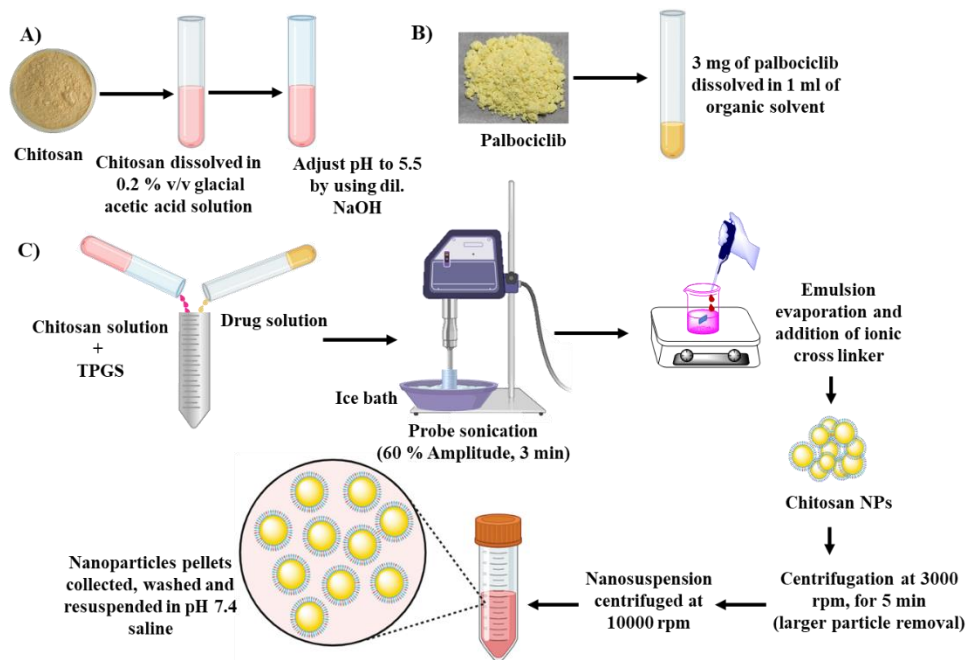 A)
Chitosan
Chitosan dissolved in
0.2 % v/v glacial
acetic acid solution
Adjust pH to 5.5
by using dil.
NaOH
B)
Palbociclib
3 mg of palbociclib
dissolved in 1 ml of
organic solvent
C)
Chitosan solution
+
TPGS
Drug solution
Ice bath
Probe sonication
(60 % Amplitude, 3 min)
Emulsion
evaporation and
addition of ionic
cross linker
Chitosan NPs
Centrifugation at 3000
rpm, for 5 min
(larger particle removal)
Nanosuspension
centrifuged at
10000 rpm
Nanoparticles pellets
collected, washed and
resuspended in pH 7.4
saline